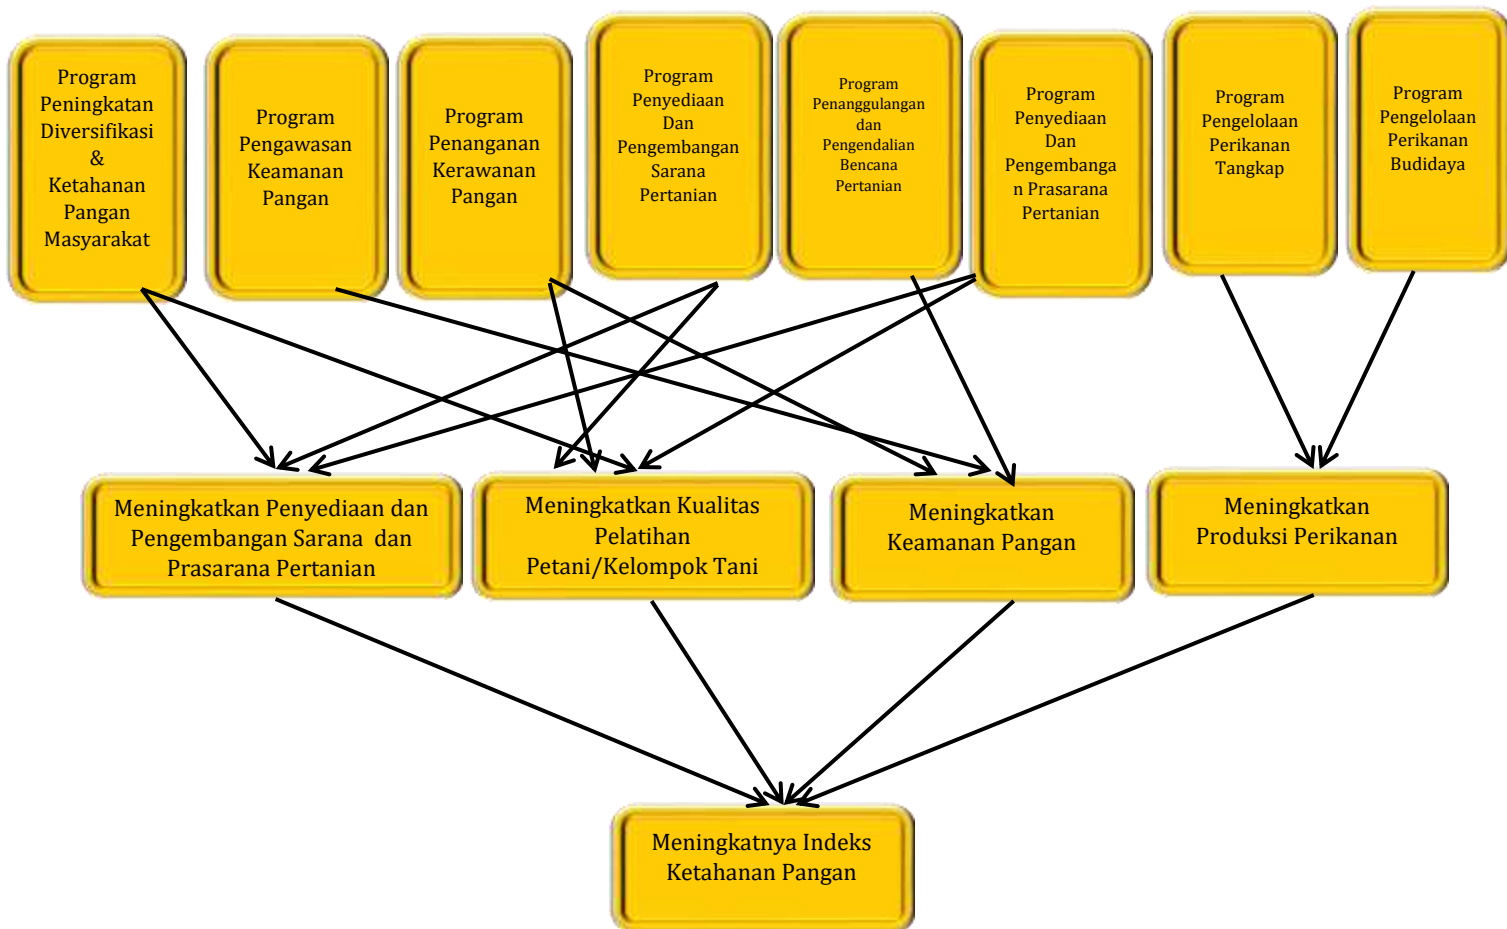 Program
Peningkatan
Diversifikasi
&
Ketahanan
Pangan
Masyarakat
Program
Pengawasan
Keamanan
Pangan
Program
Penanganan
Kerawanan
Pangan
Program
Penyediaan
Dan
Pengembangan
Sarana
Pertanian
Program
Penanggulangan
dan
Pengendalian
Bencana
Pertanian
Program
Penyediaan
Dan
Pengembanga
n Prasarana
Pertanian
Program
Pengelolaan
Perikanan
Tangkap
Program
Pengelolaan
Perikanan
Budidaya
Meningkatkan Penyediaan dan
Pengembangan Sarana dan
Prasarana Pertanian
Meningkatkan Kualitas
Pelatihan
Petani/Kelompok Tani
Meningkatkan
Keamanan Pangan
Meningkatkan
Produksi Perikanan
Meningkatnya Indeks
Ketahanan Pangan